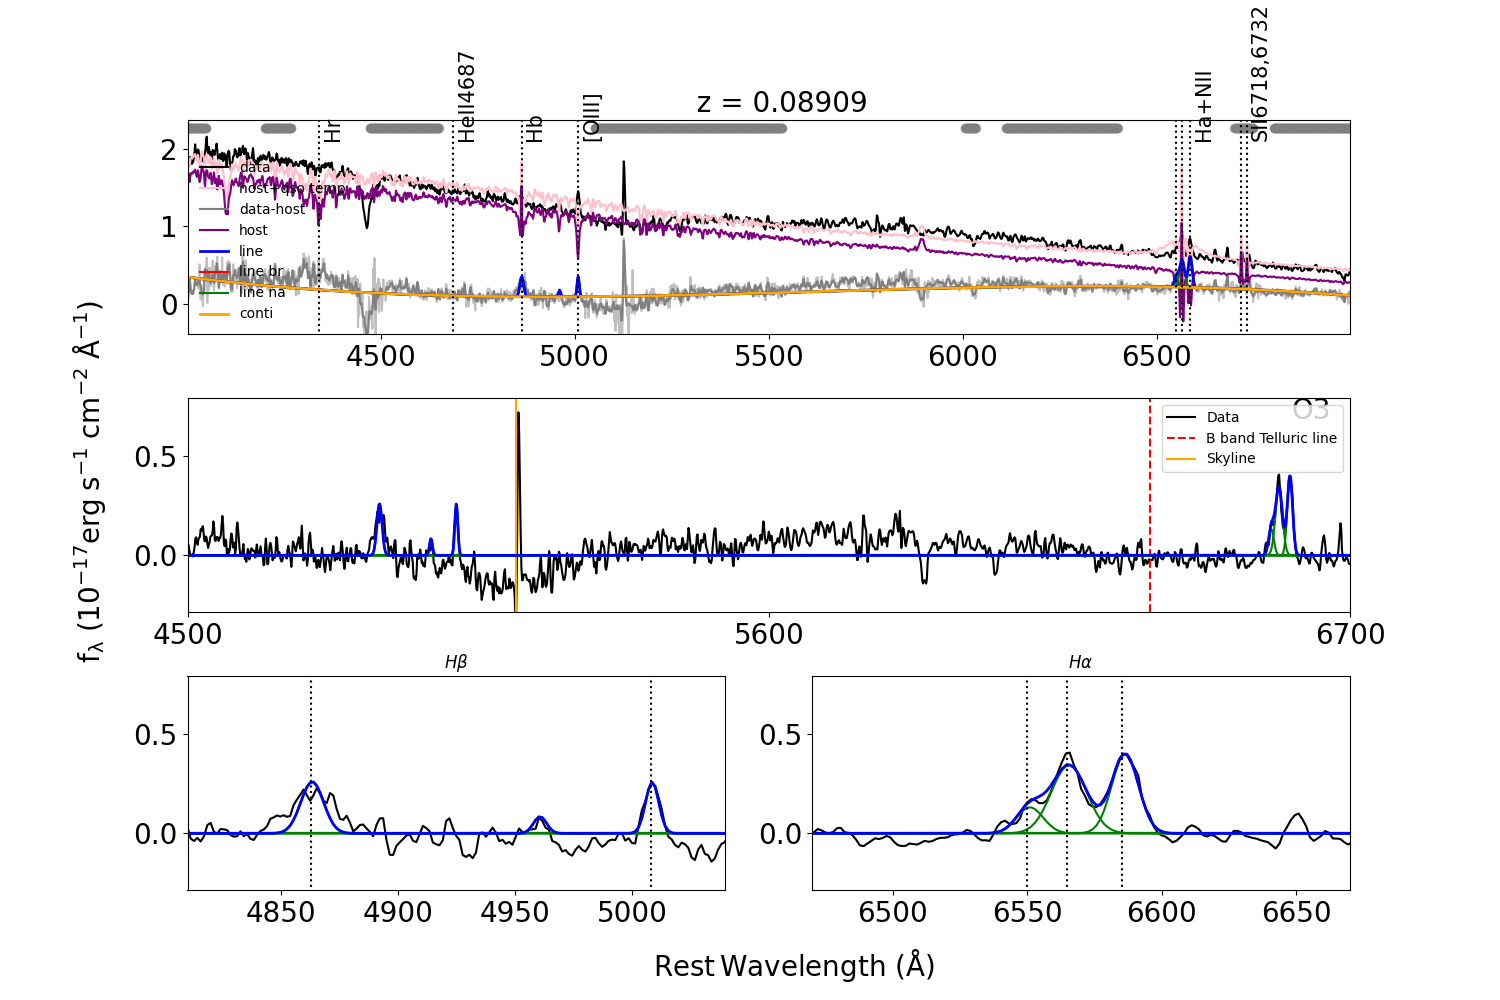 z = 0.08909
Hr
HeII4687
Hb
[OIII]
Ha+NII
SII6718,6732
data
host+qso temp
data-host
host
line
line br
line na
conti
2
1
0
4500
5000
5500
6000
6500
O3
Data
B band Telluric line
Skyline
0.5
0.0
4500
5600
6700
fλ (10⁻¹⁷erg s⁻¹ cm⁻² Å⁻¹)
Hβ
0.5
0.0
4850
4900
4950
5000
Hα
0.5
0.0
6500
6550
6600
6650
Rest Wavelength (Å)